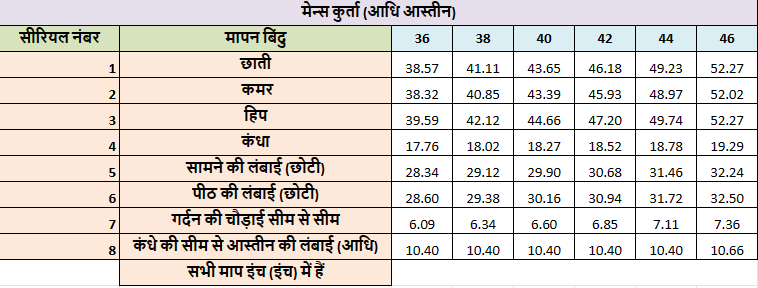 मेन्स कुर्ता (आधि आस्तीन)
सीरियल नंबर मापन बिंदु 36 38 40 42 44 46
1 छाती 38.57 41.11 43.65 46.18 49.23 52.27
2 कमर 38.32 40.85 43.39 45.93 48.97 52.02
3 हिप 39.59 42.12 44.66 47.20 49.74 52.27
4 कंधा 17.76 18.02 18.27 18.52 18.78 19.29
5 सामने की लंबाई (छोटी) 28.34 29.12 29.90 30.68 31.46 32.24
6 पीठ की लंबाई (छोटी) 28.60 29.38 30.16 30.94 31.72 32.50
7 गर्दन की चौड़ाई सीम से सीम 6.09 6.34 6.60 6.85 7.11 7.36
8 कंधे की सीम से आस्तीन की लंबाई (आधि) 10.40 10.40 10.40 10.40 10.40 10.66
सभी माप इंच (इंच) में हैं